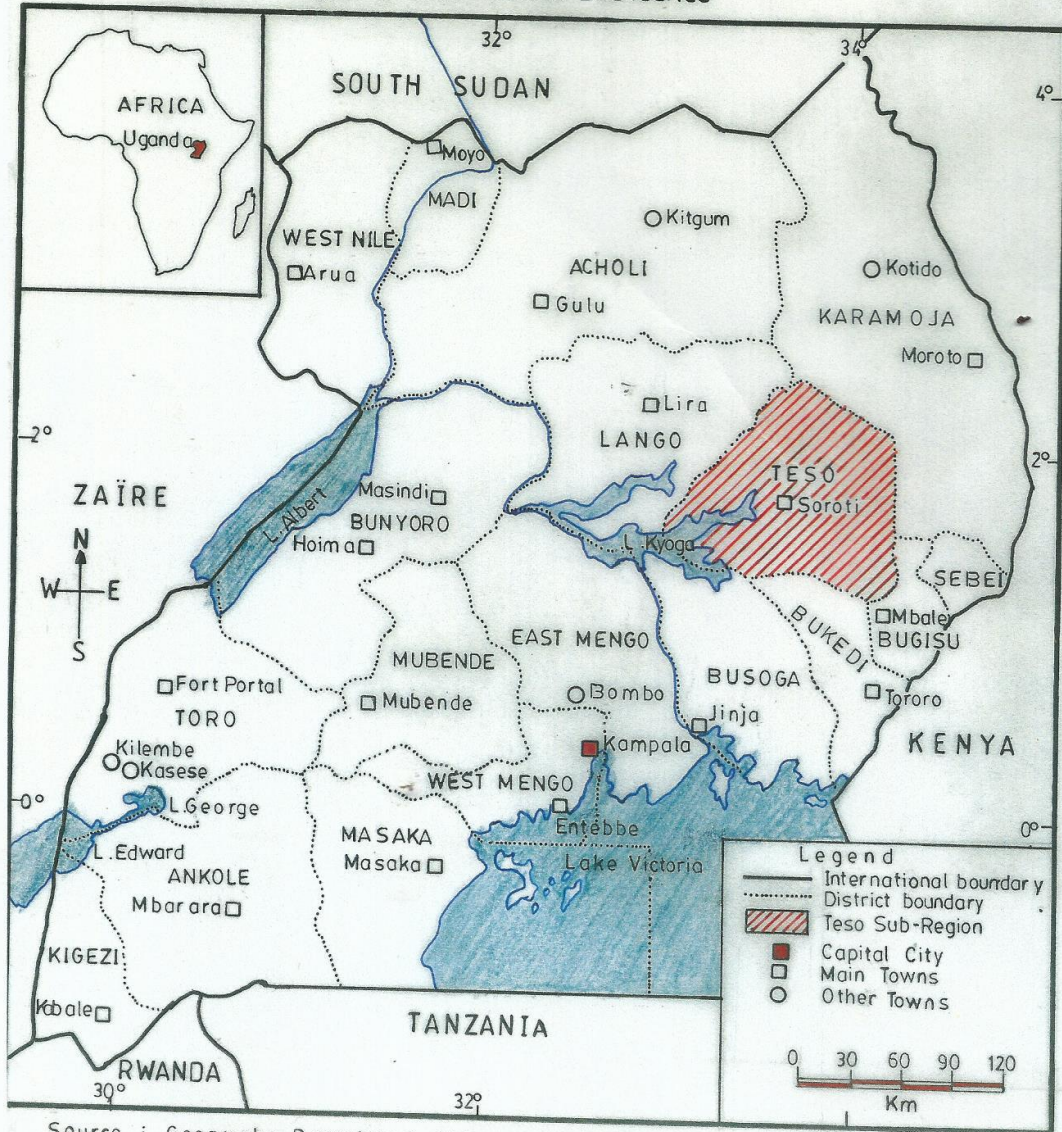 32°
34°
SOUTH SUDAN
4°
AFRICA
Uganda
Moyo
MADI
Kitgum
WEST NILE
Arua
ACHOLI
Kotido
Gulu
KARAMOJA
Moroto
Lira
LANGO
2°
2°
TESO
Soroti
ZAÏRE
Masindi
BUNYORO
Hoima
L. Albert
L. Kyoga
N
W E
S
SEBEI
Mbale
BUGISU
BUKEDI
EAST MENGO
MUBENDE
BUSOGA
Mubende
Bombo
Fort Portal
TORO
Tororo
Jinja
Kampala
KENYA
Kilembe
Kasese
WEST MENGO
0°
L.George
Entebbe
0°
MASAKA
Masaka
Lake Victoria
L.Edward
ANKOLE
Mbarara
KIGEZI
Kabale
TANZANIA
RWANDA
30°
32°
Legend
International boundary
District boundary
Teso Sub-Region
Capital City
Main Towns
Other Towns
0 30 60 90 120
Km
Source : Geography